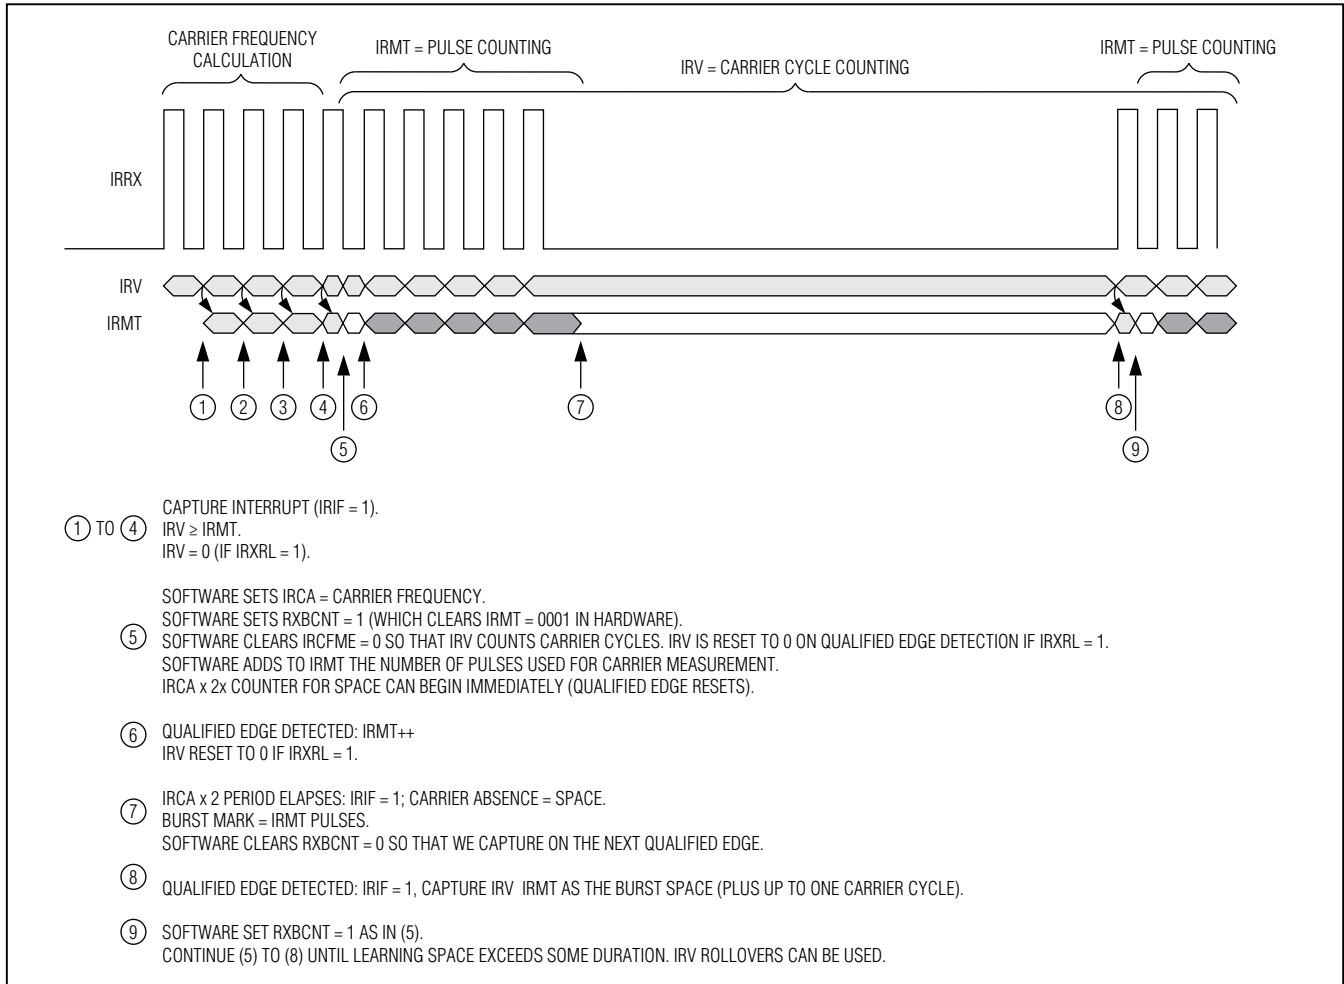 CARRIER FREQUENCY
CALCULATION
IRMT = PULSE COUNTING
IRV = CARRIER CYCLE COUNTING
IRMT = PULSE COUNTING
IRRX
IRV
IRMT
1 2 3 4 6 7 8
5 9
1 TO 4
CAPTURE INTERRUPT (IRIF = 1).
IRV ≥ IRMT.
IRV = 0 (IF IRXRL = 1).
5
SOFTWARE SETS IRCA = CARRIER FREQUENCY.
SOFTWARE SETS RXBCNT = 1 (WHICH CLEARS IRMT = 0001 IN HARDWARE).
SOFTWARE CLEARS IRCFME = 0 SO THAT IRV COUNTS CARRIER CYCLES. IRV IS RESET TO 0 ON QUALIFIED EDGE DETECTION IF IRXRL = 1.
SOFTWARE ADDS TO IRMT THE NUMBER OF PULSES USED FOR CARRIER MEASUREMENT.
IRCA x 2x COUNTER FOR SPACE CAN BEGIN IMMEDIATELY (QUALIFIED EDGE RESETS).
6
QUALIFIED EDGE DETECTED: IRMT++
IRV RESET TO 0 IF IRXRL = 1.
7
IRCA x 2 PERIOD ELAPSES: IRIF = 1; CARRIER ABSENCE = SPACE.
BURST MARK = IRMT PULSES.
SOFTWARE CLEARS RXBCNT = 0 SO THAT WE CAPTURE ON THE NEXT QUALIFIED EDGE.
8
QUALIFIED EDGE DETECTED: IRIF = 1, CAPTURE IRV IRMT AS THE BURST SPACE (PLUS UP TO ONE CARRIER CYCLE).
9
SOFTWARE SET RXBCNT = 1 AS IN (5).
CONTINUE (5) TO (8) UNTIL LEARNING SPACE EXCEEDS SOME DURATION. IRV ROLLOVERS CAN BE USED.